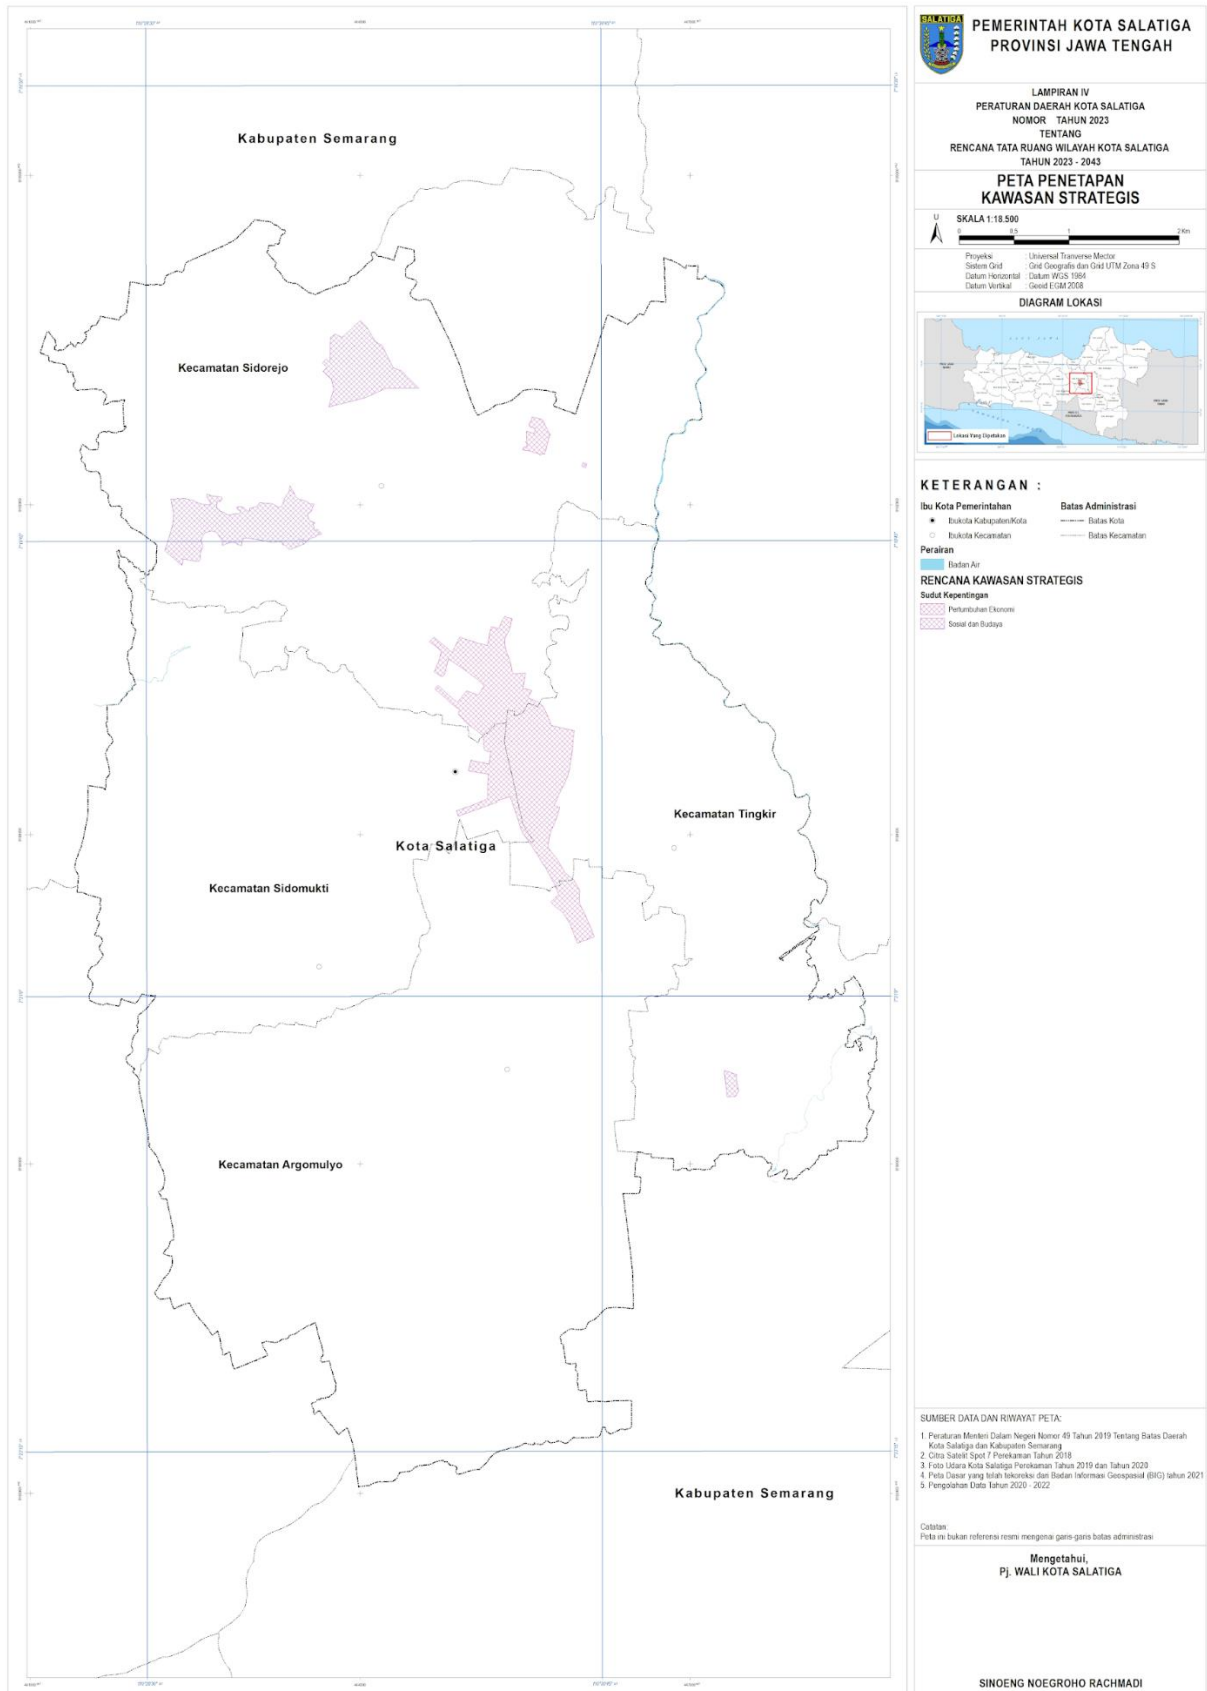 SALATIGA
PEMERINTAH KOTA SALATIGA
PROVINSI JAWA TENGAH
LAMPIRAN IV
PERATURAN DAERAH KOTA SALATIGA
NOMOR TAHUN 2023
TENTANG
RENCANA TATA RUANG WILAYAH KOTA SALATIGA
TAHUN 2023 - 2043
PETA PENETAPAN
KAWASAN STRATEGIS
U
SKALA 1:18.500
0 0,5 1 2 Km
Proyeksi : Universal Tranverse Mector
Sistem Grid : Grid Geografis dan Grid UTM Zona 49 S
Datum Horizontal : Datum WGS 1984
Datum Vertikal : Geoid EGM 2008
DIAGRAM LOKASI
Lokasi Yang Dipetakan
KETERANGAN :
Ibu Kota Pemerintahan
Ibukota Kabupaten/Kota
Ibukota Kecamatan
Batas Administrasi
Batas Kota
Batas Kecamatan
Perairan
Badan Air
RENCANA KAWASAN STRATEGIS
Sudut Kepentingan
Pertumbuhan Ekonomi
Sosial dan Budaya
Kabupaten Semarang
Kecamatan Sidorejo
Kecamatan Tingkir
Kota Salatiga
Kecamatan Sidomukti
Kecamatan Argomulyo
Kabupaten Semarang
SUMBER DATA DAN RIWAYAT PETA:
1. Peraturan Menteri Dalam Negeri Nomor 49 Tahun 2019 Tentang Batas Daerah
Kota Salatiga dan Kabupaten Semarang
2. Citra Satelit Spot 7 Perekaman Tahun 2018
3. Foto Udara Kota Salatiga Perekaman Tahun 2019 dan Tahun 2020
4. Peta Dasar yang telah tekoreksi dari Badan Informasi Geospasial (BIG) tahun 2021
5. Pengolahan Data Tahun 2020 - 2022
Catatan:
Peta ini bukan referensi resmi mengenai garis-garis batas administrasi
Mengetahui,
Pj. WALI KOTA SALATIGA
SINOENG NOEGROHO RACHMADI